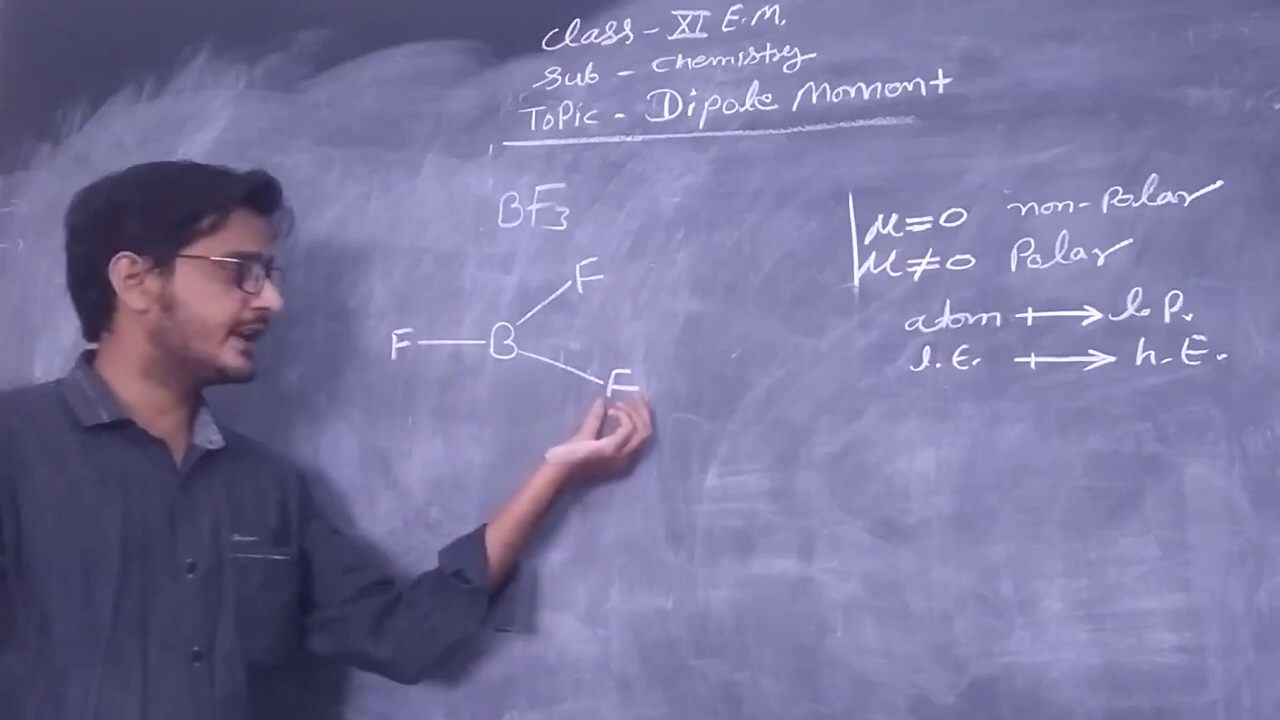 Class - XI E.M.
Sub - Chemistry
Topic - Dipole Moment
BF3
F
F B
F
μ=0 non-Polar
μ≠0 Polar
atom +→ l.P.
l.E. +→ h.E.